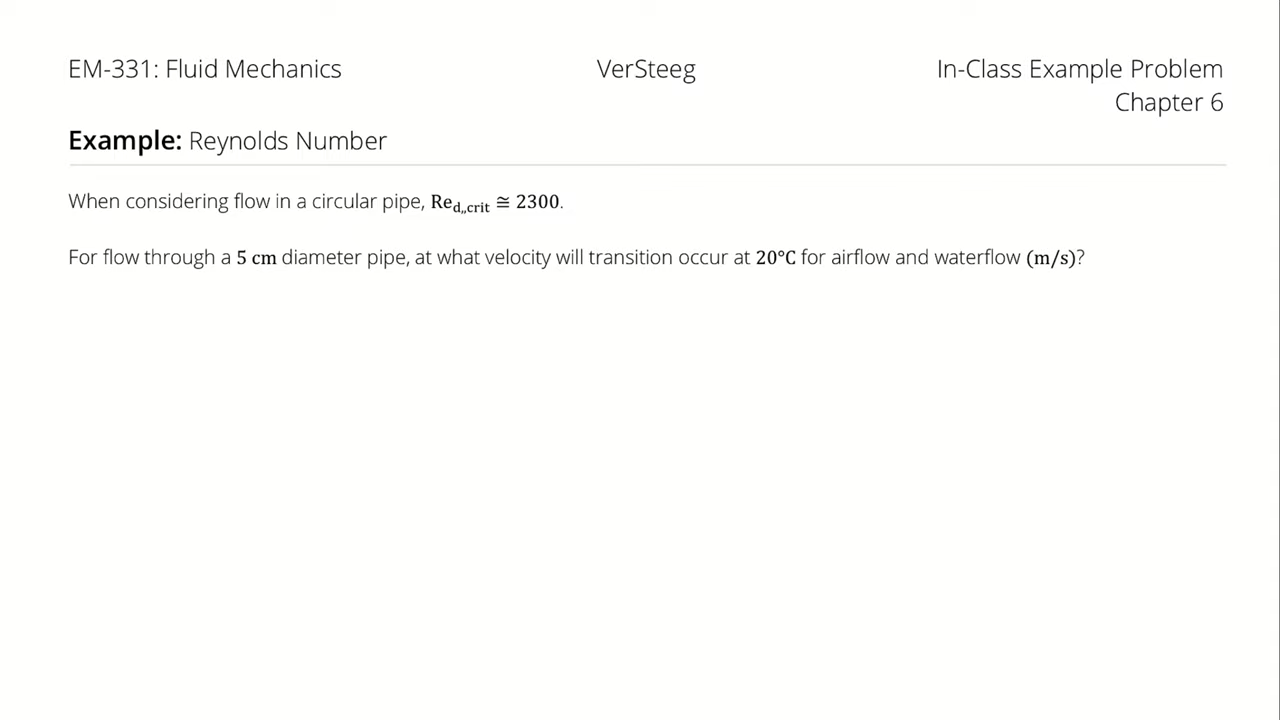 EM-331: Fluid Mechanics VerSteeg In-Class Example Problem
Chapter 6
Example: Reynolds Number
When considering flow in a circular pipe, Re_d,,crit ≅ 2300.
For flow through a 5 cm diameter pipe, at what velocity will transition occur at 20°C for airflow and waterflow (m/s)?